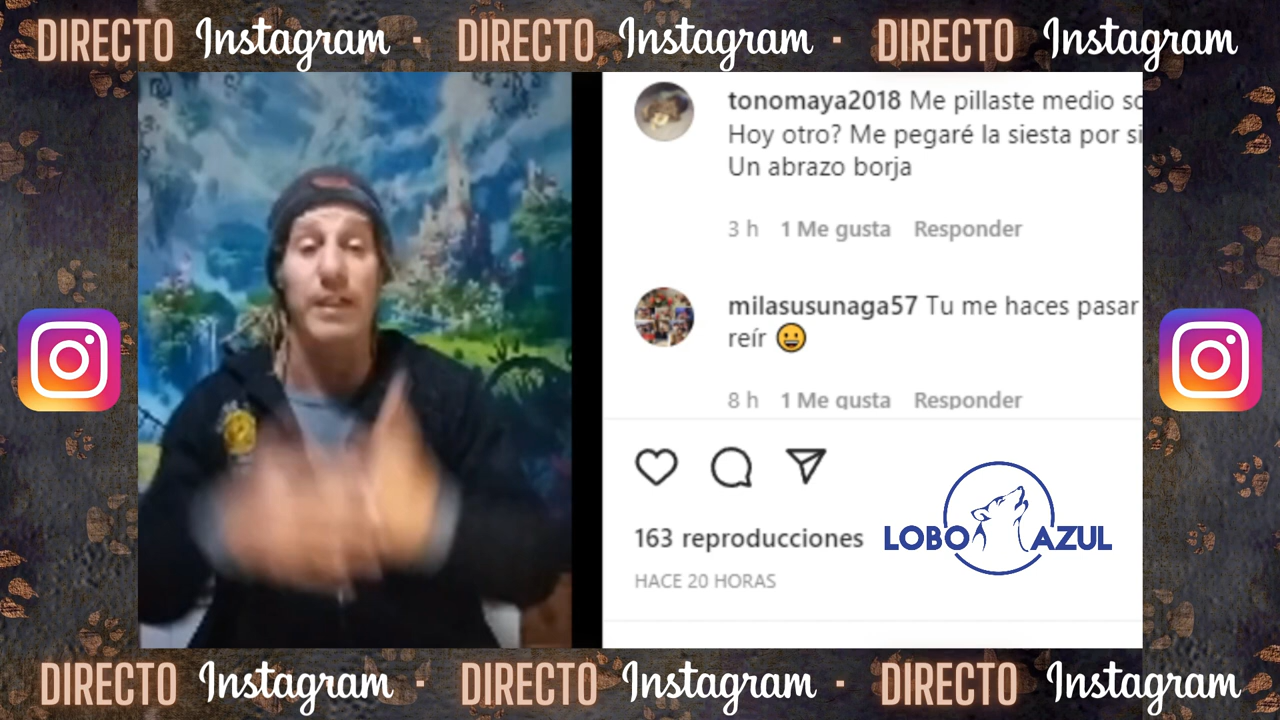 DIRECTO Instagram · DIRECTO Instagram · DIRECTO Instagram
tonomaya2018 Me pillaste medio
Hoy otro? Me pegaré la siesta por
Un abrazo borja
3 h 1 Me gusta Responder
milasusunaga57 Tu me haces pasar
reír 😀
8 h 1 Me gusta Responder
163 reproducciones
LOBO AZUL
HACE 20 HORAS
DIRECTO Instagram · DIRECTO Instagram · DIRECTO Instagram